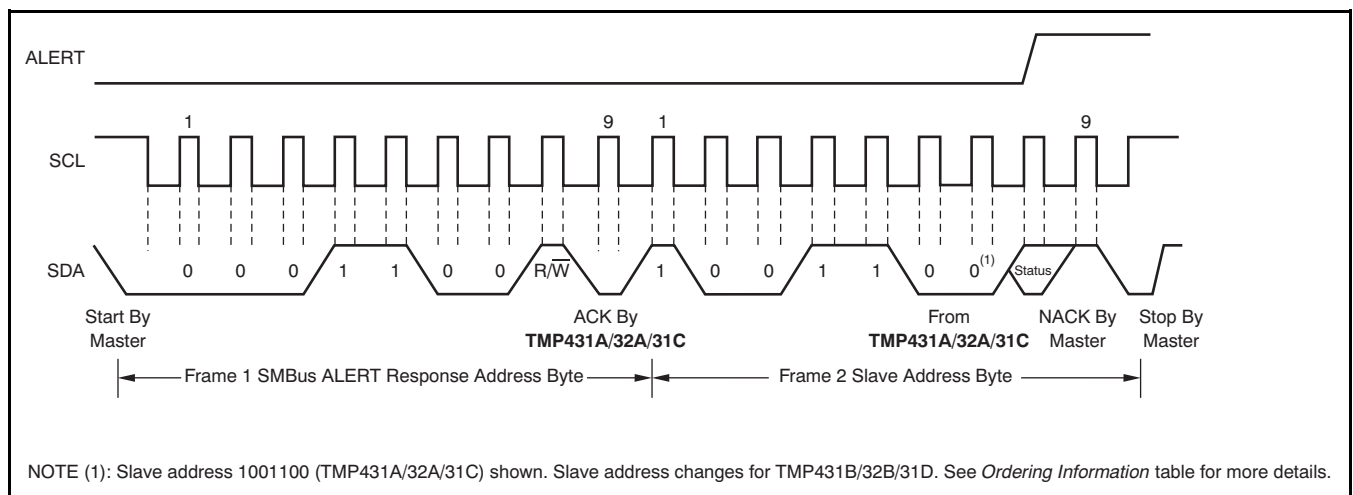 ALERT
1 9 1 9
SCL
SDA 0 0 0 1 1 0 0 R/W 1 0 0 1 1 0 0(1) Status
Start By Master
ACK By TMP431A/32A/31C
From TMP431A/32A/31C
NACK By Master
Stop By Master
Frame 1 SMBus ALERT Response Address Byte
Frame 2 Slave Address Byte
NOTE (1): Slave address 1001100 (TMP431A/32A/31C) shown. Slave address changes for TMP431B/32B/31D. See Ordering Information table for more details.